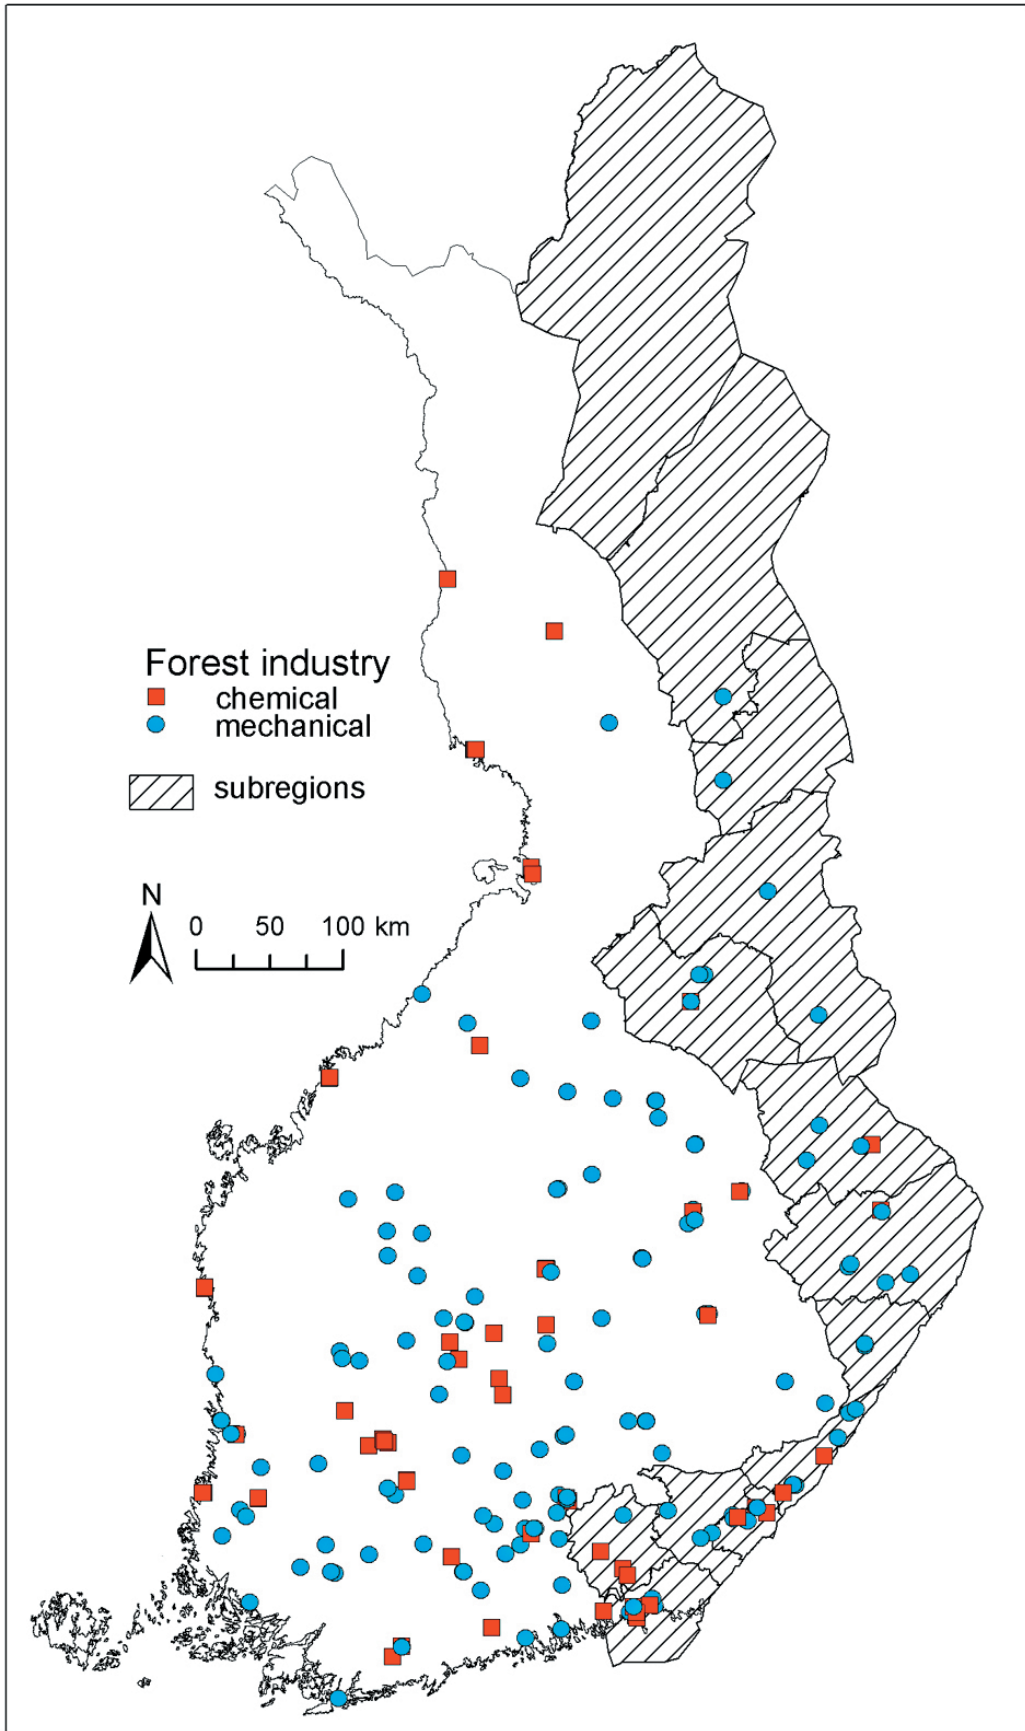 Forest industry
chemical
mechanical
subregions
N
0 50 100 km